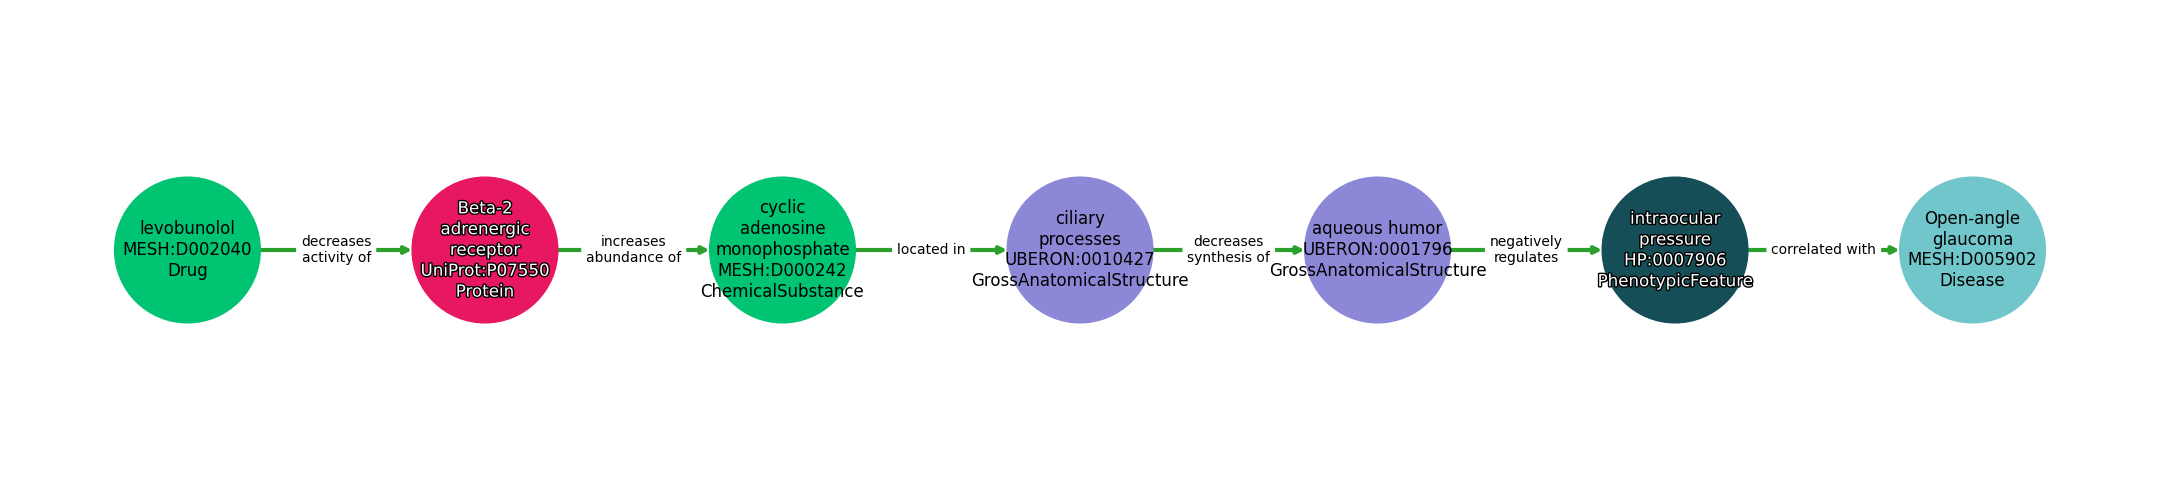 levobunolol
MESH:D002040
Drug
decreases
activity of
Beta-2
adrenergic
receptor
UniProt:P07550
Protein
increases
abundance of
cyclic
adenosine
monophosphate
MESH:D000242
ChemicalSubstance
located in
ciliary
processes
UBERON:0010427
GrossAnatomicalStructure
decreases
synthesis of
aqueous humor
UBERON:0001796
GrossAnatomicalStructure
negatively
regulates
intraocular
pressure
HP:0007906
PhenotypicFeature
correlated with
Open-angle
glaucoma
MESH:D005902
Disease